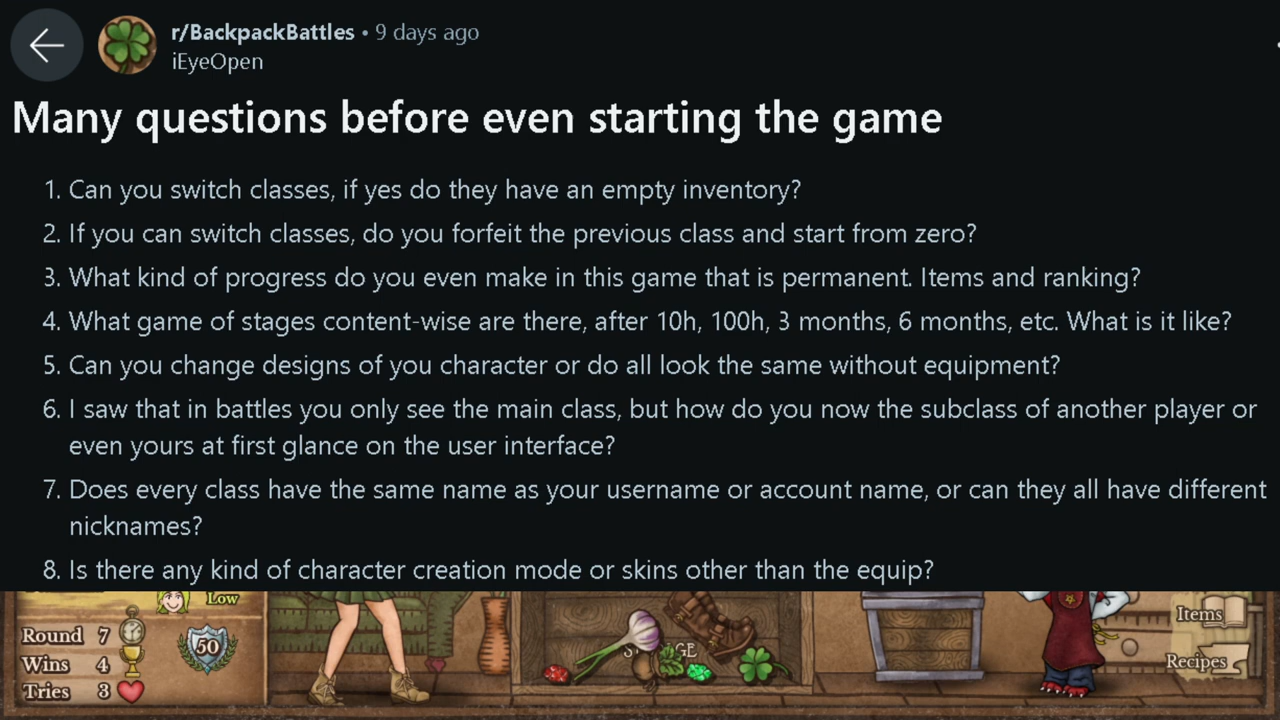 r/BackpackBattles • 9 days ago
iEyeOpen
Many questions before even starting the game
1. Can you switch classes, if yes do they have an empty inventory?
2. If you can switch classes, do you forfeit the previous class and start from zero?
3. What kind of progress do you even make in this game that is permanent. Items and ranking?
4. What game of stages content-wise are there, after 10h, 100h, 3 months, 6 months, etc. What is it like?
5. Can you change designs of you character or do all look the same without equipment?
6. I saw that in battles you only see the main class, but how do you now the subclass of another player or
even yours at first glance on the user interface?
7. Does every class have the same name as your username or account name, or can they all have different
nicknames?
8. Is there any kind of character creation mode or skins other than the equip?
Low
Round 7
50
Wins 4
Tries 3
Items
Recipes